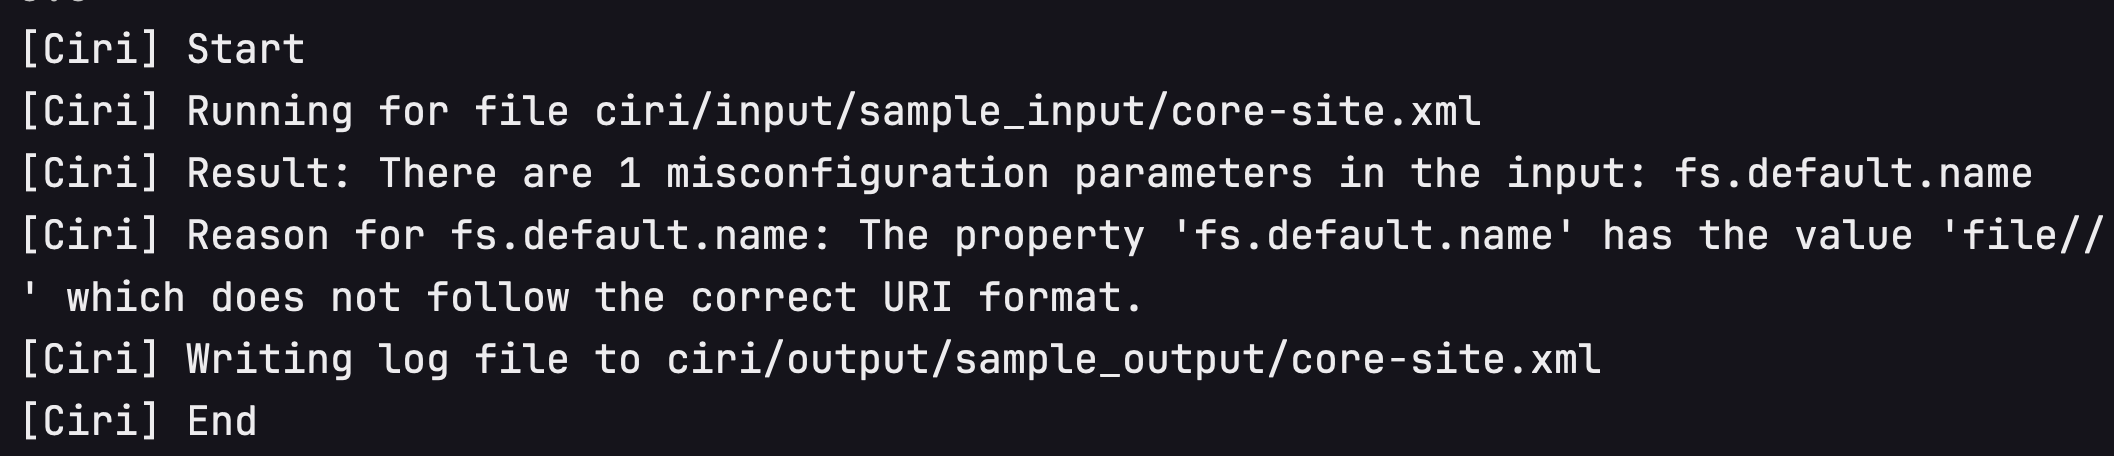 [Ciri] Start
[Ciri] Running for file ciri/input/sample_input/core-site.xml
[Ciri] Result: There are 1 misconfiguration parameters in the input: fs.default.name
[Ciri] Reason for fs.default.name: The property 'fs.default.name' has the value 'file//
' which does not follow the correct URI format.
[Ciri] Writing log file to ciri/output/sample_output/core-site.xml
[Ciri] End